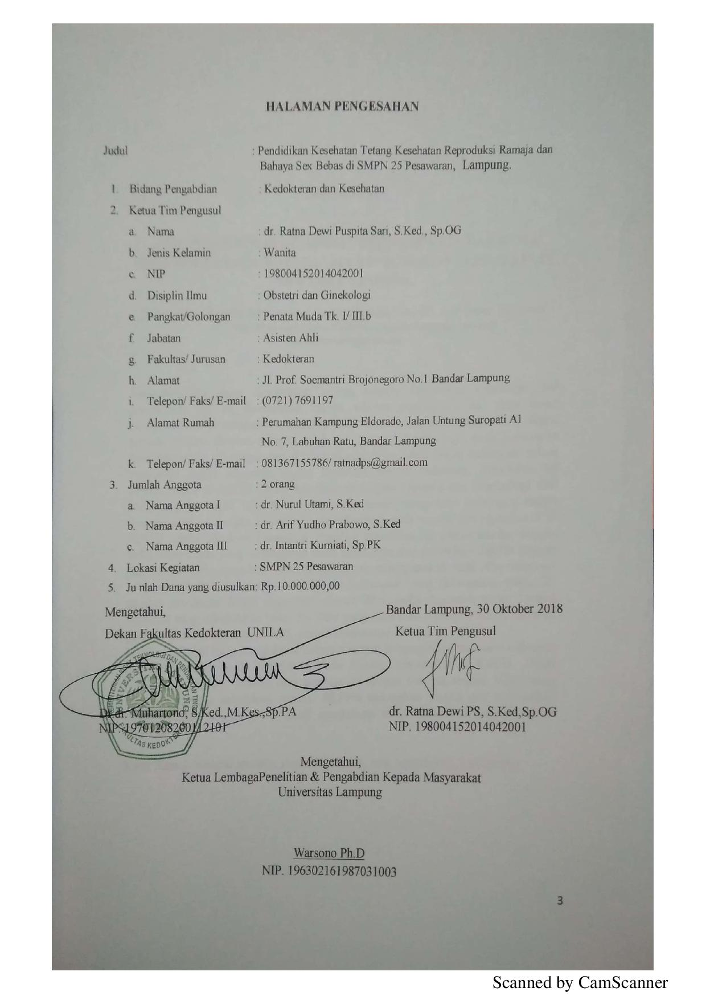 HALAMAN PENGESAHAN
Judul : Pendidikan Kesehatan Tetang Kesehatan Reproduksi Ramaja dan
Bahaya Sex Bebas di SMPN 25 Pesawaran, Lampung.
1. Bidang Pengabdian : Kedokteran dan Kesehatan
2. Ketua Tim Pengusul
a. Nama : dr. Ratna Dewi Puspita Sari, S.Ked., Sp.OG
b. Jenis Kelamin : Wanita
c. NIP : 198004152014042001
d. Disiplin Ilmu : Obstetri dan Ginekologi
e. Pangkat/Golongan : Penata Muda Tk. I/ III.b
f. Jabatan : Asisten Ahli
g. Fakultas/ Jurusan : Kedokteran
h. Alamat : Jl. Prof. Soemantri Brojonegoro No.1 Bandar Lampung
i. Telepon/ Faks/ E-mail : (0721) 7691197
j. Alamat Rumah : Perumahan Kampung Eldorado, Jalan Untung Suropati A1
No. 7, Labuhan Ratu, Bandar Lampung
k. Telepon/ Faks/ E-mail : 081367155786/ ratnadps@gmail.com
3. Jumlah Anggota : 2 orang
a. Nama Anggota I : dr. Nurul Utami, S.Ked
b. Nama Anggota II : dr. Arif Yudho Prabowo, S.Ked
c. Nama Anggota III : dr. Intantri Kurniati, Sp.PK
4. Lokasi Kegiatan : SMPN 25 Pesawaran
5. Ju nlah Dana yang diusulkan: Rp.10.000.000,00
Mengetahui, Bandar Lampung, 30 Oktober 2018
Dekan Fakultas Kedokteran UNILA Ketua Tim Pengusul
UNIVERSITAS LAMPUNG
FAKULTAS KEDOKTERAN
Dr.dr. Muhartono, S.Ked.,M.Kes.,Sp.PA dr. Ratna Dewi PS, S.Ked,Sp.OG
NIP. 19701208200112101 NIP. 198004152014042001
Mengetahui,
Ketua LembagaPenelitian & Pengabdian Kepada Masyarakat
Universitas Lampung
Warsono Ph.D
NIP. 196302161987031003
3
Scanned by CamScanner